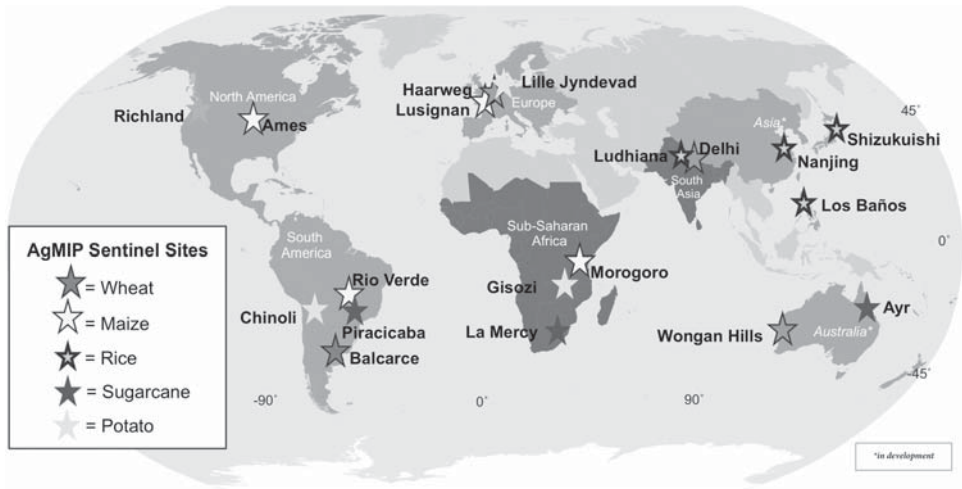 Haarweg
Lille Jyndevad
Lusignan
Europe
North America
Richland
Ames
45°
Asia*
Shizukuishi
Ludhiana
Delhi
Nanjing
South
Asia
Los Baños
0°
South
America
Sub-Saharan
Africa
Rio Verde
Morogoro
Gisozi
Chinoli
Piracicaba
La Mercy
Balcarce
Wongan Hills
Ayr
Australia*
-45°
-90°
0°
90°
AgMIP Sentinel Sites
= Wheat
= Maize
= Rice
= Sugarcane
= Potato
*in development